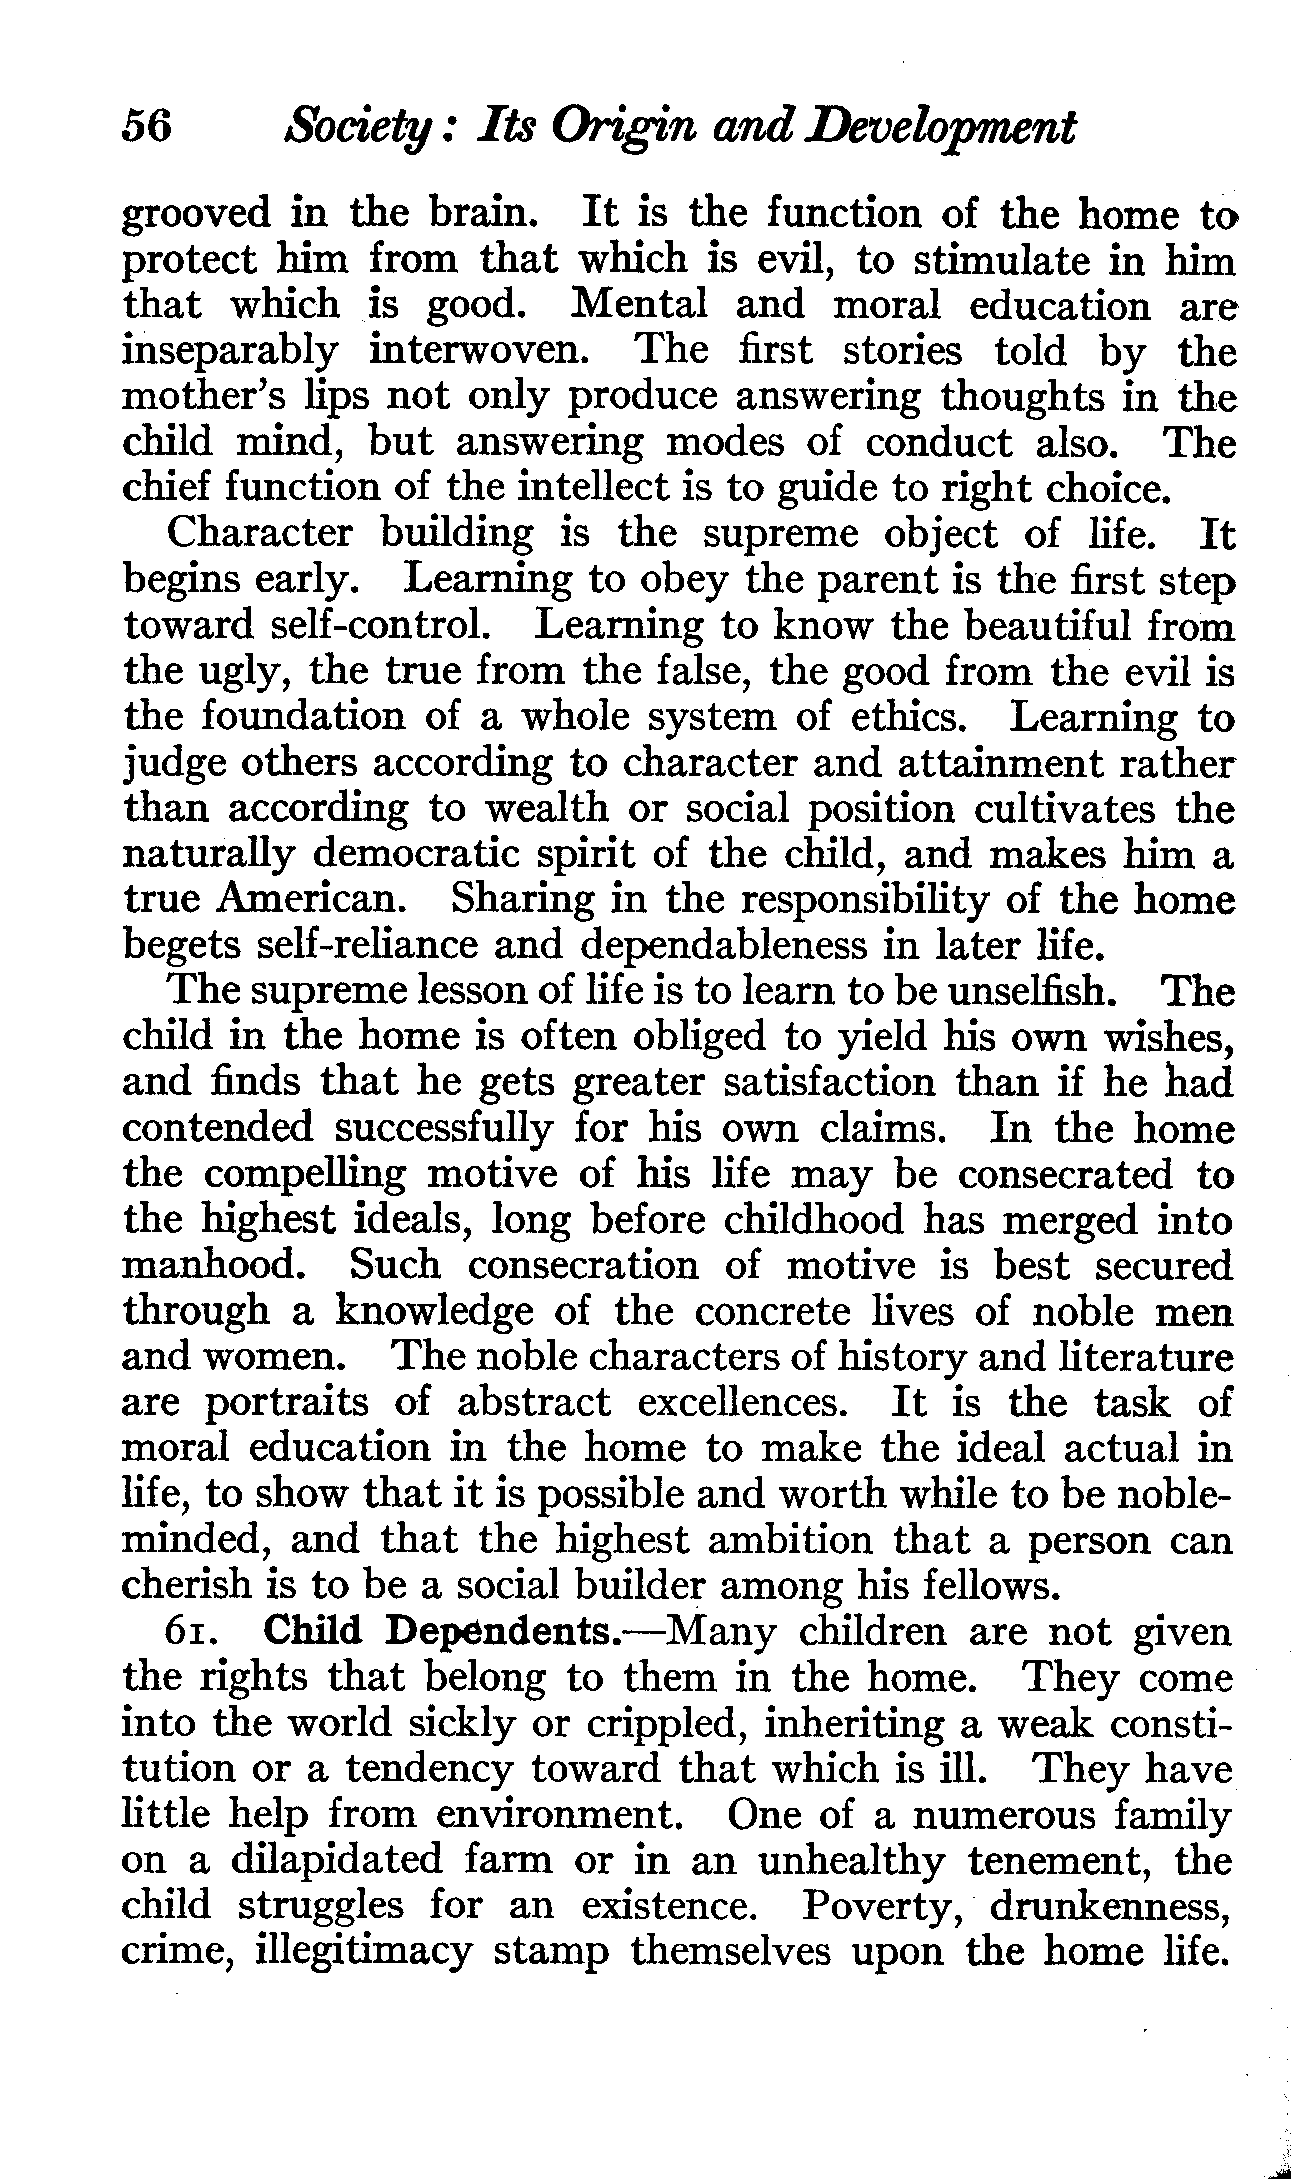 56 Society: Its Origin and Development
grooved in the brain. It is the function of the home to
protect him from that which is evil, to stimulate in him
that which is good. Mental and moral education are
inseparably interwoven. The first stories told by the
mother's lips not only produce answering thoughts in the
child mind, but answering modes of conduct also. The
chief function of the intellect is to guide to right choice.
Character building is the supreme object of life. It
begins early. Learning to obey the parent is the first step
toward self-control. Learning to know the beautiful from
the ugly, the true from the false, the good from the evil is
the foundation of a whole system of ethics. Learning to
judge others according to character and attainment rather
than according to wealth or social position cultivates the
naturally democratic spirit of the child, and makes him a
true American. Sharing in the responsibility of the home
begets self-reliance and dependableness in later life.
The supreme lesson of life is to learn to be unselfish. The
child in the home is often obliged to yield his own wishes,
and finds that he gets greater satisfaction than if he had
contended successfully for his own claims. In the home
the compelling motive of his life may be consecrated to
the highest ideals, long before childhood has merged into
manhood. Such consecration of motive is best secured
through a knowledge of the concrete lives of noble men
and women. The noble characters of history and literature
are portraits of abstract excellences. It is the task of
moral education in the home to make the ideal actual in
life, to show that it is possible and worth while to be noble-
minded, and that the highest ambition that a person can
cherish is to be a social builder among his fellows.
61. Child Dependents.—Many children are not given
the rights that belong to them in the home. They come
into the world sickly or crippled, inheriting a weak consti-
tution or a tendency toward that which is ill. They have
little help from environment. One of a numerous family
on a dilapidated farm or in an unhealthy tenement, the
child struggles for an existence. Poverty, drunkenness,
crime, illegitimacy stamp themselves upon the home life.